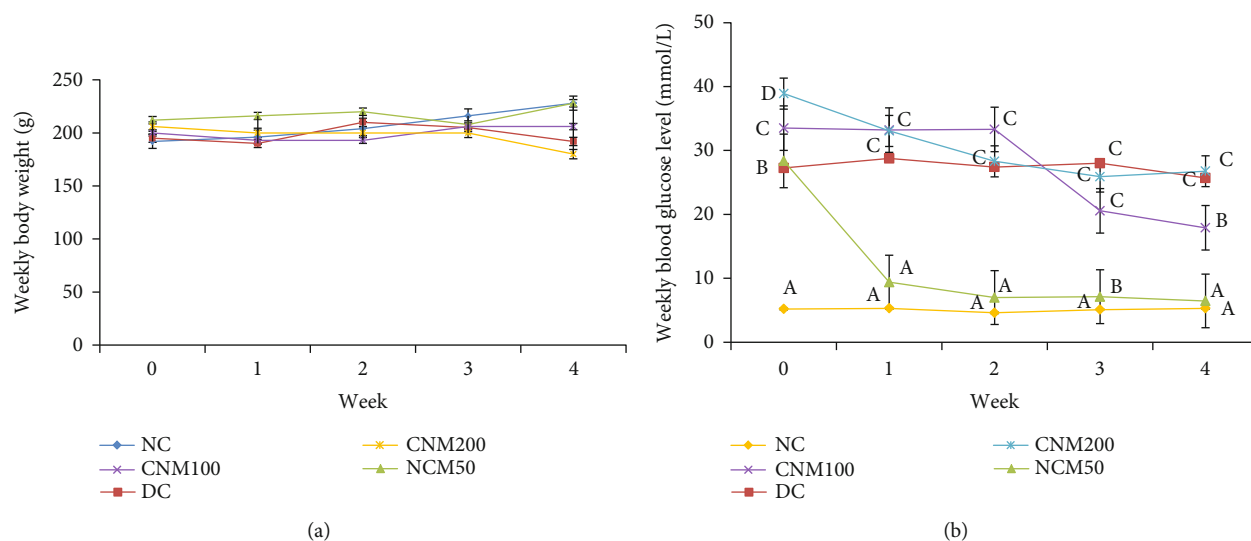 Weekly body weight (g)
250
200
150
100
50
0
0 1 2 3 4
Week
NC
CNM100
DC
CNM200
NCM50
(a)
Weekly blood glucose level (mmol/L)
50
40
30
20
10
0
D
C
B
A
C
C
A
A
C
C
A
A
C
C
C
B
A
C
C
B
A
A
0 1 2 3 4
Week
NC
CNM100
DC
CNM200
NCM50
(b)